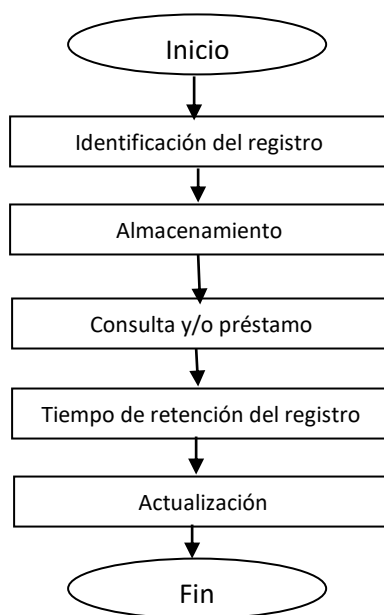 Inicio
Identificación del registro
Almacenamiento
Consulta y/o préstamo
Tiempo de retención del registro
Actualización
Fin